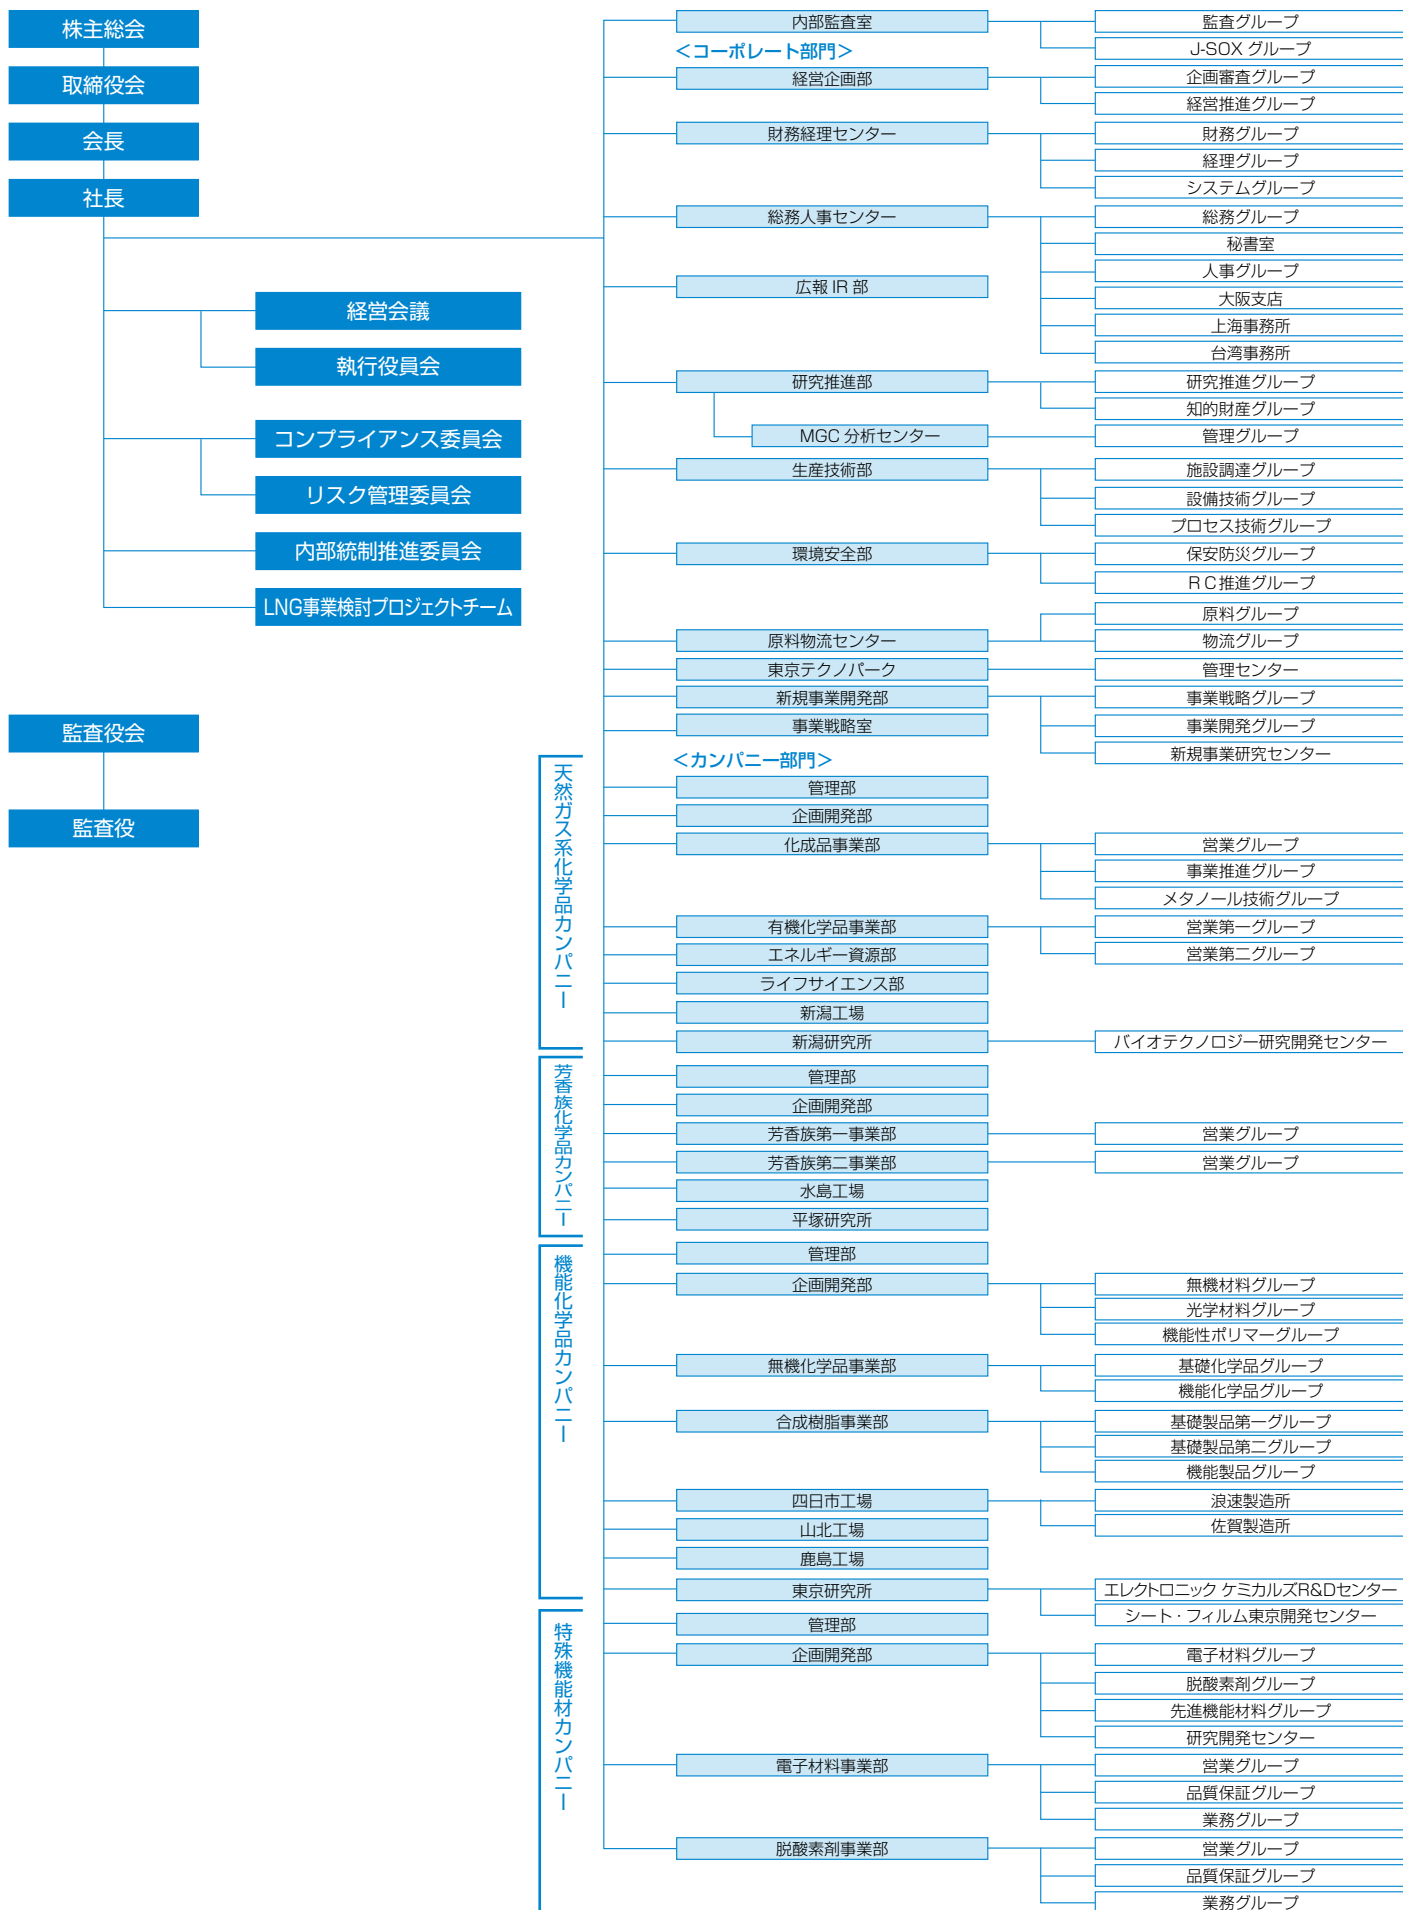 株主総会
取締役会
会長
社長
経営会議
執行役員会
コンプライアンス委員会
リスク管理委員会
内部統制推進委員会
LNG事業検討プロジェクトチーム
監査役会
監査役
内部監査室
監査グループ
J-SOX グループ
＜コーポレート部門＞
経営企画部
企画審査グループ
経営推進グループ
財務経理センター
財務グループ
経理グループ
システムグループ
総務人事センター
総務グループ
秘書室
人事グループ
大阪支店
上海事務所
台湾事務所
広報 IR 部
研究推進部
研究推進グループ
知的財産グループ
MGC 分析センター
管理グループ
生産技術部
施設調達グループ
設備技術グループ
プロセス技術グループ
環境安全部
保安防災グループ
ＲＣ推進グループ
原料物流センター
原料グループ
物流グループ
東京テクノパーク
管理センター
新規事業開発部
事業戦略グループ
事業開発グループ
新規事業研究センター
事業戦略室
＜カンパニー部門＞
天然ガス系化学品カンパニー
管理部
企画開発部
化成品事業部
営業グループ
事業推進グループ
メタノール技術グループ
有機化学品事業部
営業第一グループ
営業第二グループ
エネルギー資源部
ライフサイエンス部
新潟工場
新潟研究所
バイオテクノロジー研究開発センター
芳香族化学品カンパニー
管理部
企画開発部
芳香族第一事業部
営業グループ
芳香族第二事業部
営業グループ
水島工場
平塚研究所
機能化学品カンパニー
管理部
企画開発部
無機材料グループ
光学材料グループ
機能性ポリマーグループ
無機化学品事業部
基礎化学品グループ
機能化学品グループ
合成樹脂事業部
基礎製品第一グループ
基礎製品第二グループ
機能製品グループ
四日市工場
浪速製造所
佐賀製造所
山北工場
鹿島工場
東京研究所
エレクトロニック ケミカルズR&Dセンター
シート・フィルム東京開発センター
特殊機能材カンパニー
管理部
企画開発部
電子材料グループ
脱酸素剤グループ
先進機能材料グループ
研究開発センター
電子材料事業部
営業グループ
品質保証グループ
業務グループ
脱酸素剤事業部
営業グループ
品質保証グループ
業務グループ